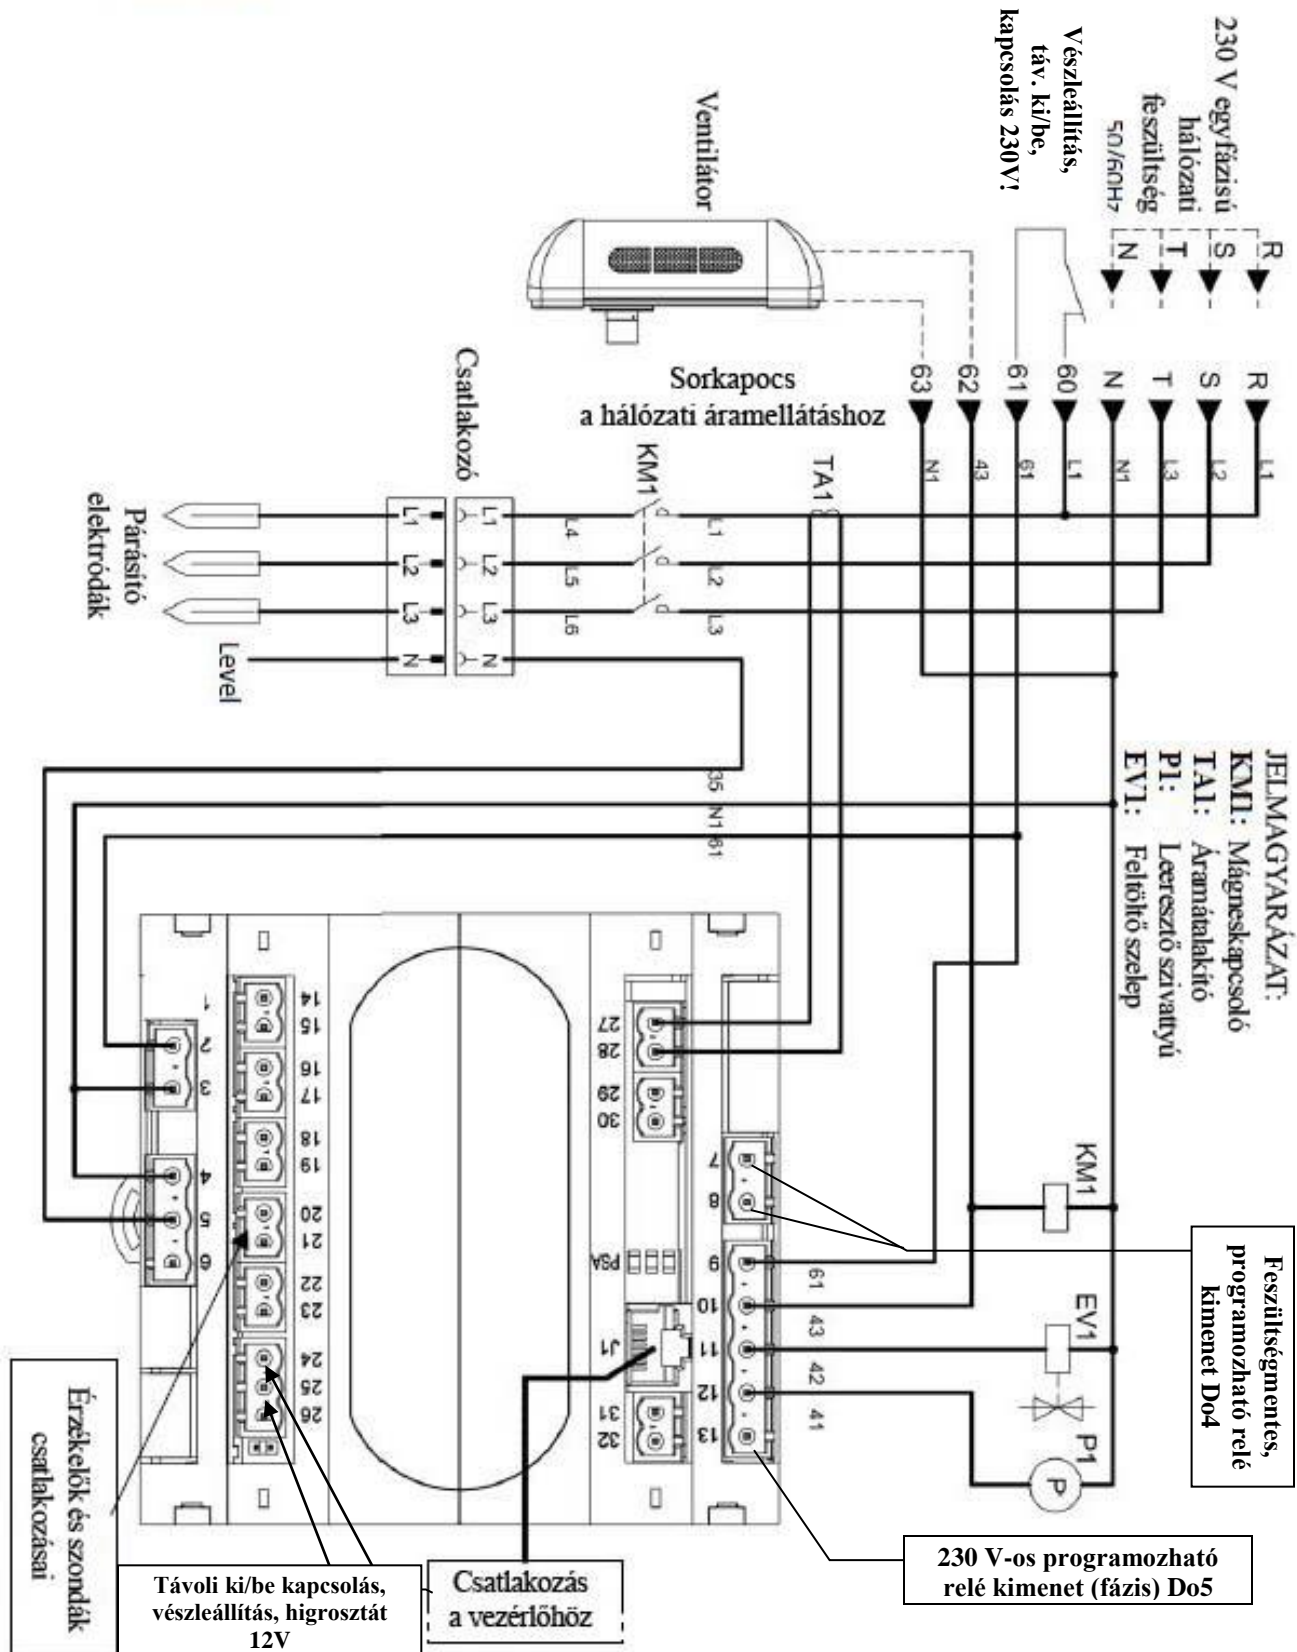 230 V egyfázisú
hálózati
feszültség
50/60Hz
R
S
T
N
Vészleállítás,
táv. ki/be,
kapcsolás 230V!
Ventilátor
R
S
T
N
60
61
62
63
Sorkapocs
a hálózati áramellátáshoz
L1
L2
L3
N1
L1
61
43
N1
TA1
KM1
L1
L2
L3
L4
L5
L6
Csatlakozó
L1
L2
L3
N
L1
L2
L3
N
Párásító
elektródák
Level
35
N1
61
JELMAGYARÁZAT:
KM1: Mágneskapcsoló
TA1: Áramátalakító
P1: Leeresztő szivattyú
EV1: Feltöltő szelep
1
2
3
4
5
6
14
15
16
17
18
19
20
21
22
23
24
25
26
27
28
29
30
PSA
J1
31
32
7
8
9
10
11
12
13
61
43
42
41
KM1
EV1
P1
P
Feszültségmentes,
programozható relé
kimenet Do4
230 V-os programozható
relé kimenet (fázis) Do5
Csatlakozás
a vezérlőhöz
Távoli ki/be kapcsolás,
vészleállítás, higrosztát
12V
Érzékelők és szondák
csatlakozásai